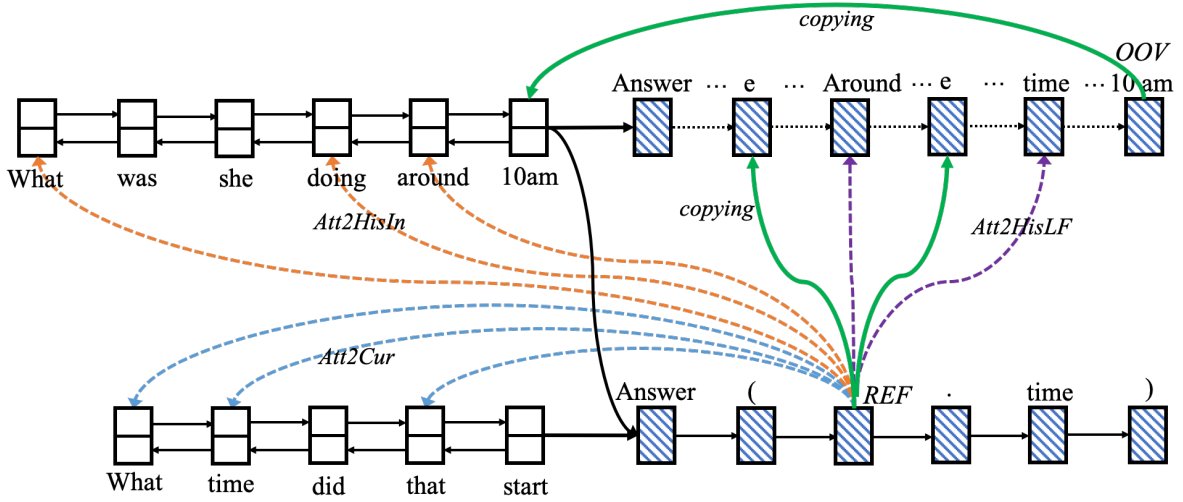 copying
OOV
Answer ... e ... Around ... e ... time ... 10 am
What was she doing around 10am
Att2HisIn
copying
Att2HisLF
Att2Cur
Answer ( REF . time )
What time did that start